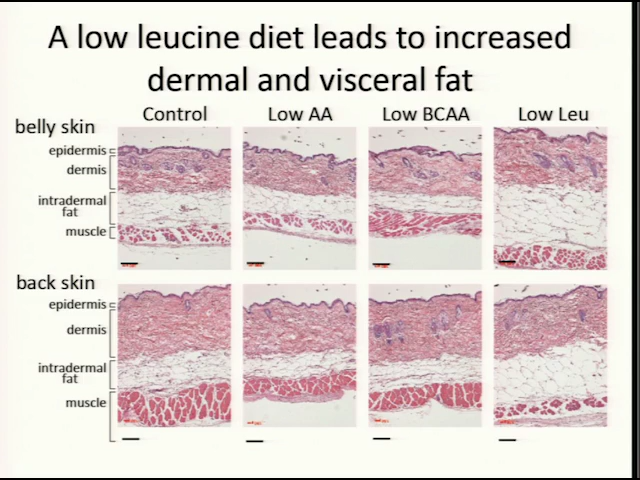 A low leucine diet leads to increased
dermal and visceral fat
Control Low AA Low BCAA Low Leu
belly skin
epidermis
dermis
intradermal
fat
muscle
back skin
epidermis
dermis
intradermal
fat
muscle